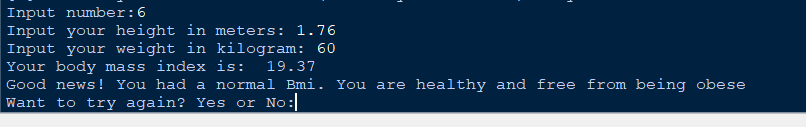 Input number:6
Input your height in meters: 1.76
Input your weight in kilogram: 60
Your body mass index is:  19.37
Good news! You had a normal Bmi. You are healthy and free from being obese
Want to try again? Yes or No: